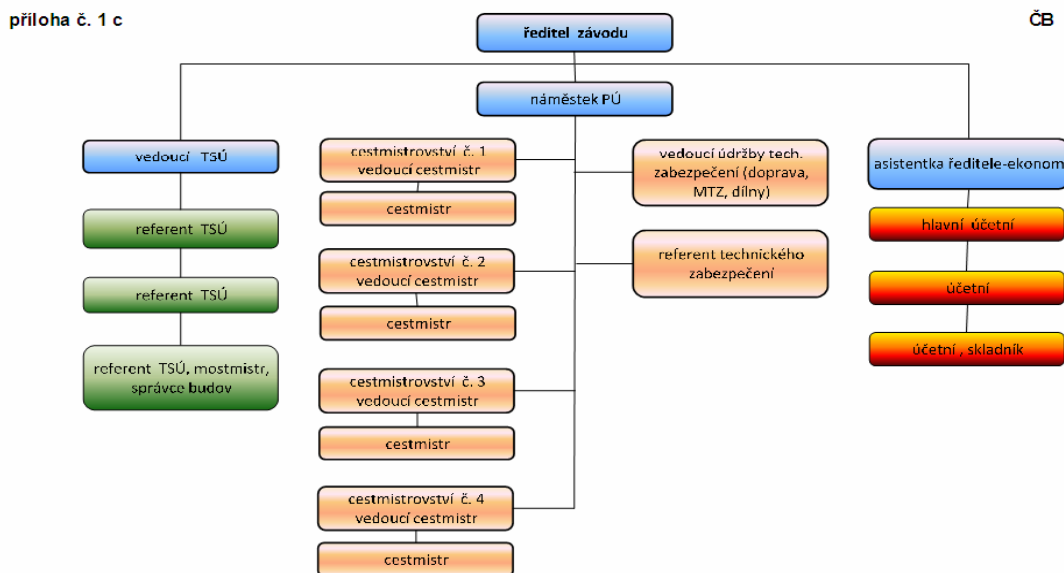 příloha č. 1 c
ČB
ředitel závodu
náměstek PÚ
vedoucí TSÚ
referent TSÚ
referent TSÚ
referent TSÚ, mostmistr,
správce budov
cestmistrovství č. 1
vedoucí cestmistr
cestmistr
cestmistrovství č. 2
vedoucí cestmistr
cestmistr
cestmistrovství č. 3
vedoucí cestmistr
cestmistr
cestmistrovství č. 4
vedoucí cestmistr
cestmistr
vedoucí údržby tech.
zabezpečení (doprava,
MTZ, dílny)
referent technického
zabezpečení
asistentka ředitele-ekonom
hlavní účetní
účetní
účetní , skladník